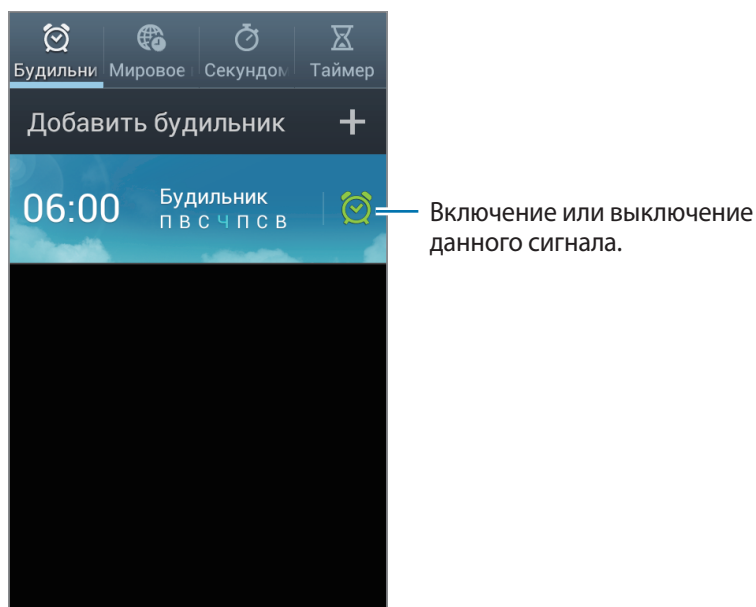 Будильни Мировое Секундом Таймер
Добавить будильник +
06:00 Будильник
П В С Ч П С В
Включение или выключение
данного сигнала.